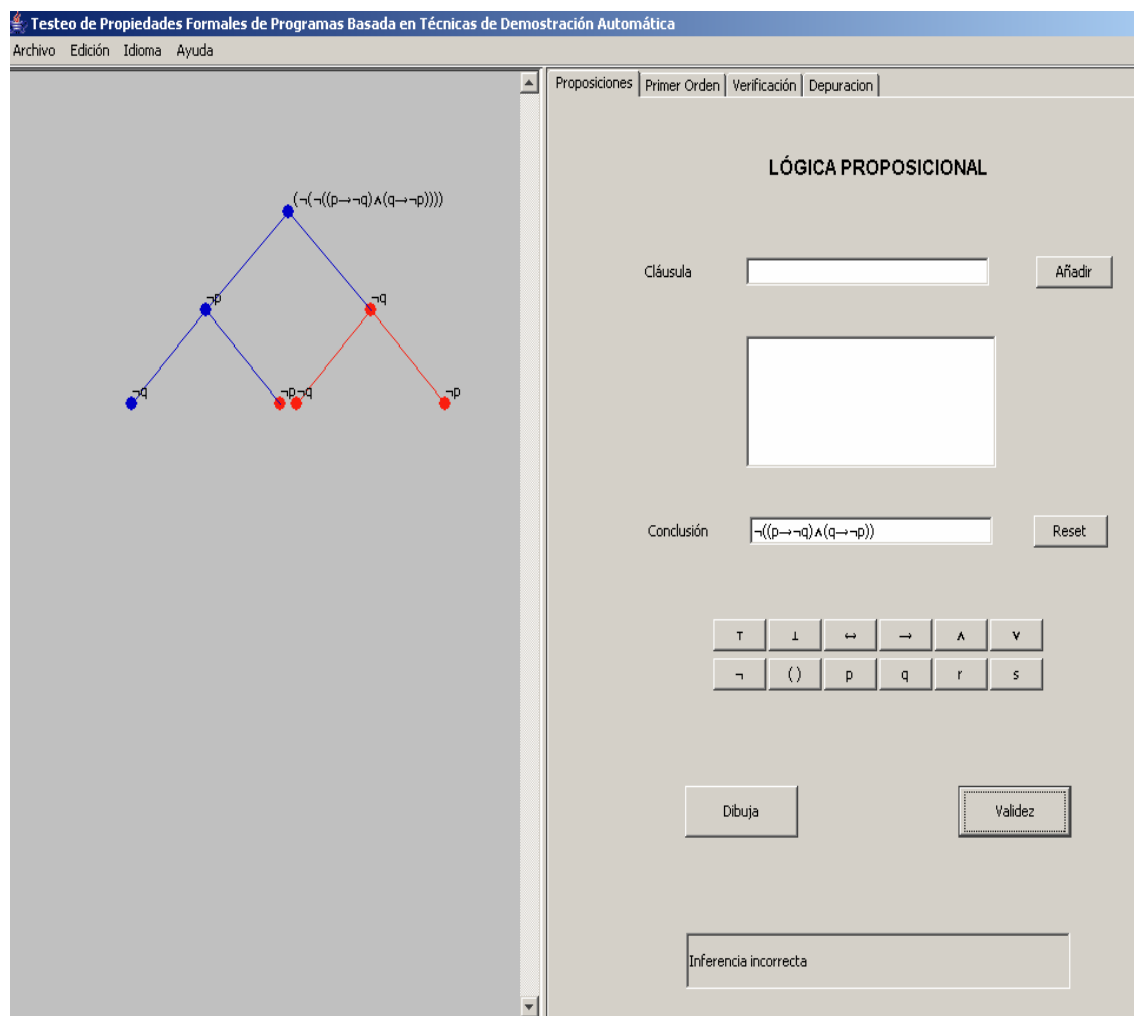 Testeo de Propiedades Formales de Programas Basada en Técnicas de Demostración Automática
Archivo Edición Idioma Ayuda
(¬(¬((p→¬q)∧(q→¬p))))
¬p ¬q
¬q ¬p ¬q ¬p
Proposiciones Primer Orden Verificación Depuracion
LÓGICA PROPOSICIONAL
Cláusula Añadir
Conclusión ¬((p→¬q)∧(q→¬p)) Reset
⊤ ⊥ ↔ → ∧ ∨
¬ () p q r s
Dibuja Validez
Inferencia incorrecta